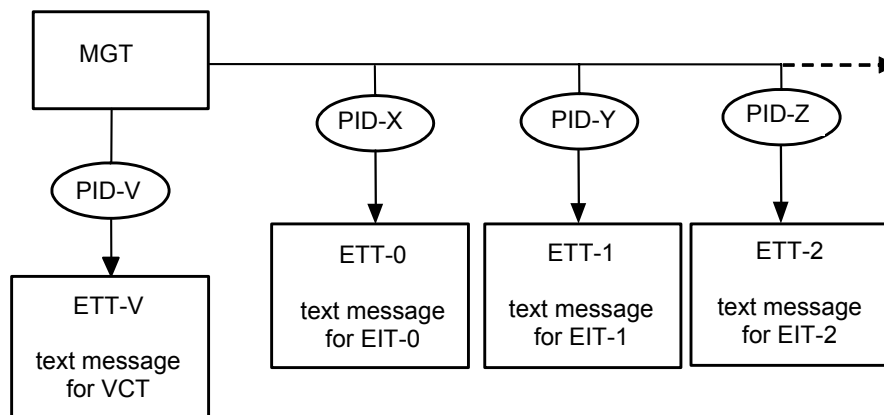 MGT
PID-X
PID-Y
PID-Z
PID-V
ETT-0
text message
for EIT-0
ETT-1
text message
for EIT-1
ETT-2
text message
for EIT-2
ETT-V
text message
for VCT